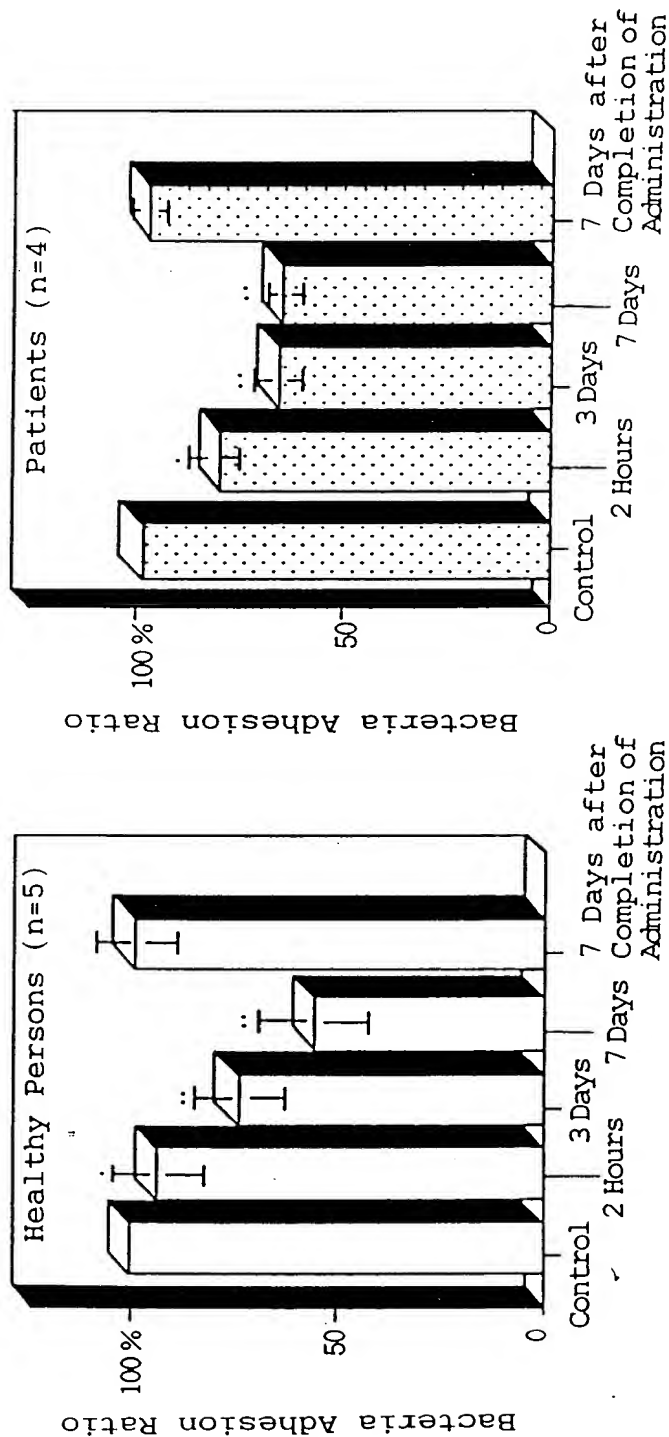 Healthy Persons (n=5)
Bacteria Adhesion Ratio
100%
50
0
Control
2 Hours
3 Days
7 Days
7 Days after
Completion of
Administration
Patients (n=4)
Bacteria Adhesion Ratio
100%
50
0
Control
2 Hours
3 Days
7 Days
7 Days after
Completion of
Administration